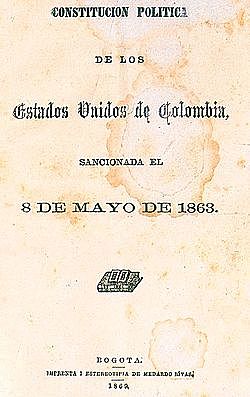 CONSTITUCION POLITICA
DE LOS
Estados Unidos de Colombia,
SANCIONADA EL
8 DE MAYO DE 1863.
BOGOTA.
IMPRENTA I ESTEREOTIPIA DE MEDARDO RIVAS.
1869.